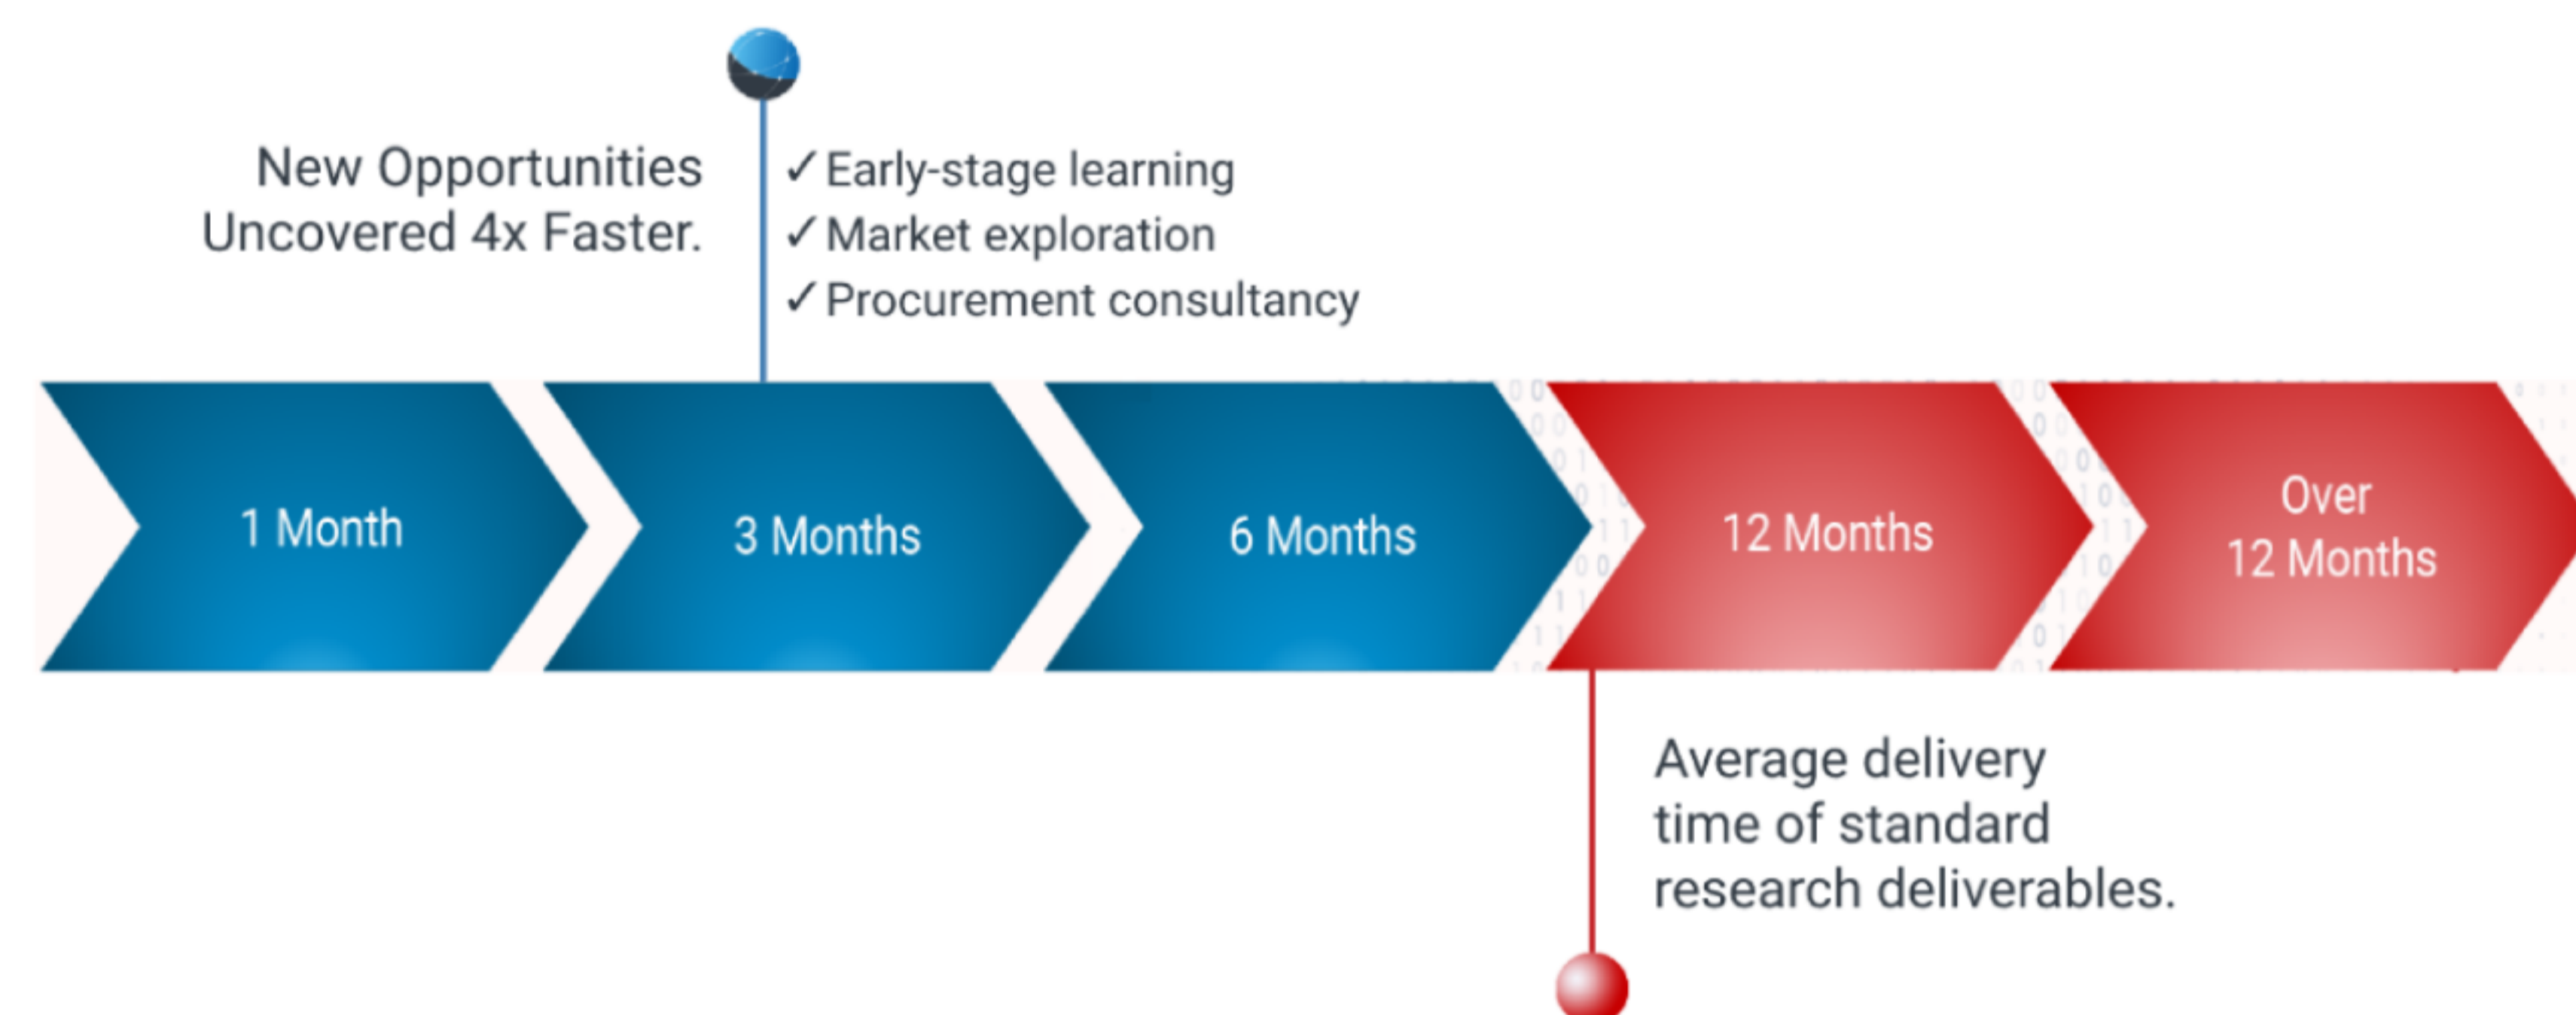 New Opportunities
Uncovered 4x Faster.
✓Early-stage learning
✓Market exploration
✓Procurement consultancy
1 Month
3 Months
6 Months
12 Months
Over
12 Months
Average delivery
time of standard
research deliverables.